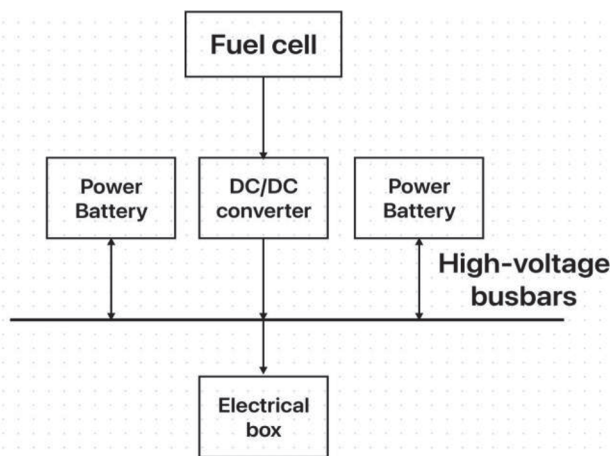 Fuel cell
Power
Battery
DC/DC
converter
Power
Battery
High-voltage
busbars
Electrical
box